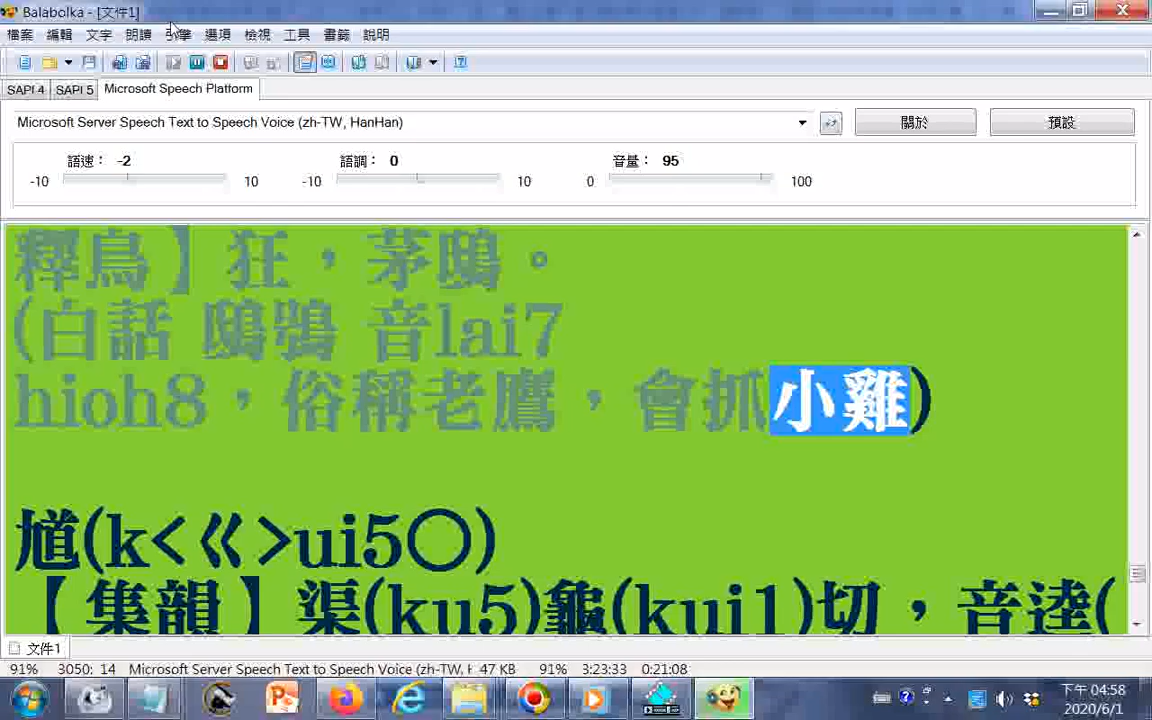 Balabolka - [文件1]
檔案 編輯 文字 朗讀 引擎 選項 檢視 工具 書籤 說明
SAPI 4 SAPI 5 Microsoft Speech Platform
Microsoft Server Speech Text to Speech Voice (zh-TW, HanHan) 關於 預設
語速： -2 語調： 0 音量： 95
-10 10 -10 10 0 100
釋鳥】狂，茅鴟。
(白話 鴟鴞 音lai7
hioh8，俗稱老鷹，會抓小雞)
馗(k<ㄍ>ui5〇)
【集韻】渠(ku5)龜(kui1)切，音逵(
文件1
91% 3050: 14 Microsoft Server Speech Text to Speech Voice (zh-TW, H 47 KB 91% 3:23:33 0:21:08
下午 04:58
2020/6/1